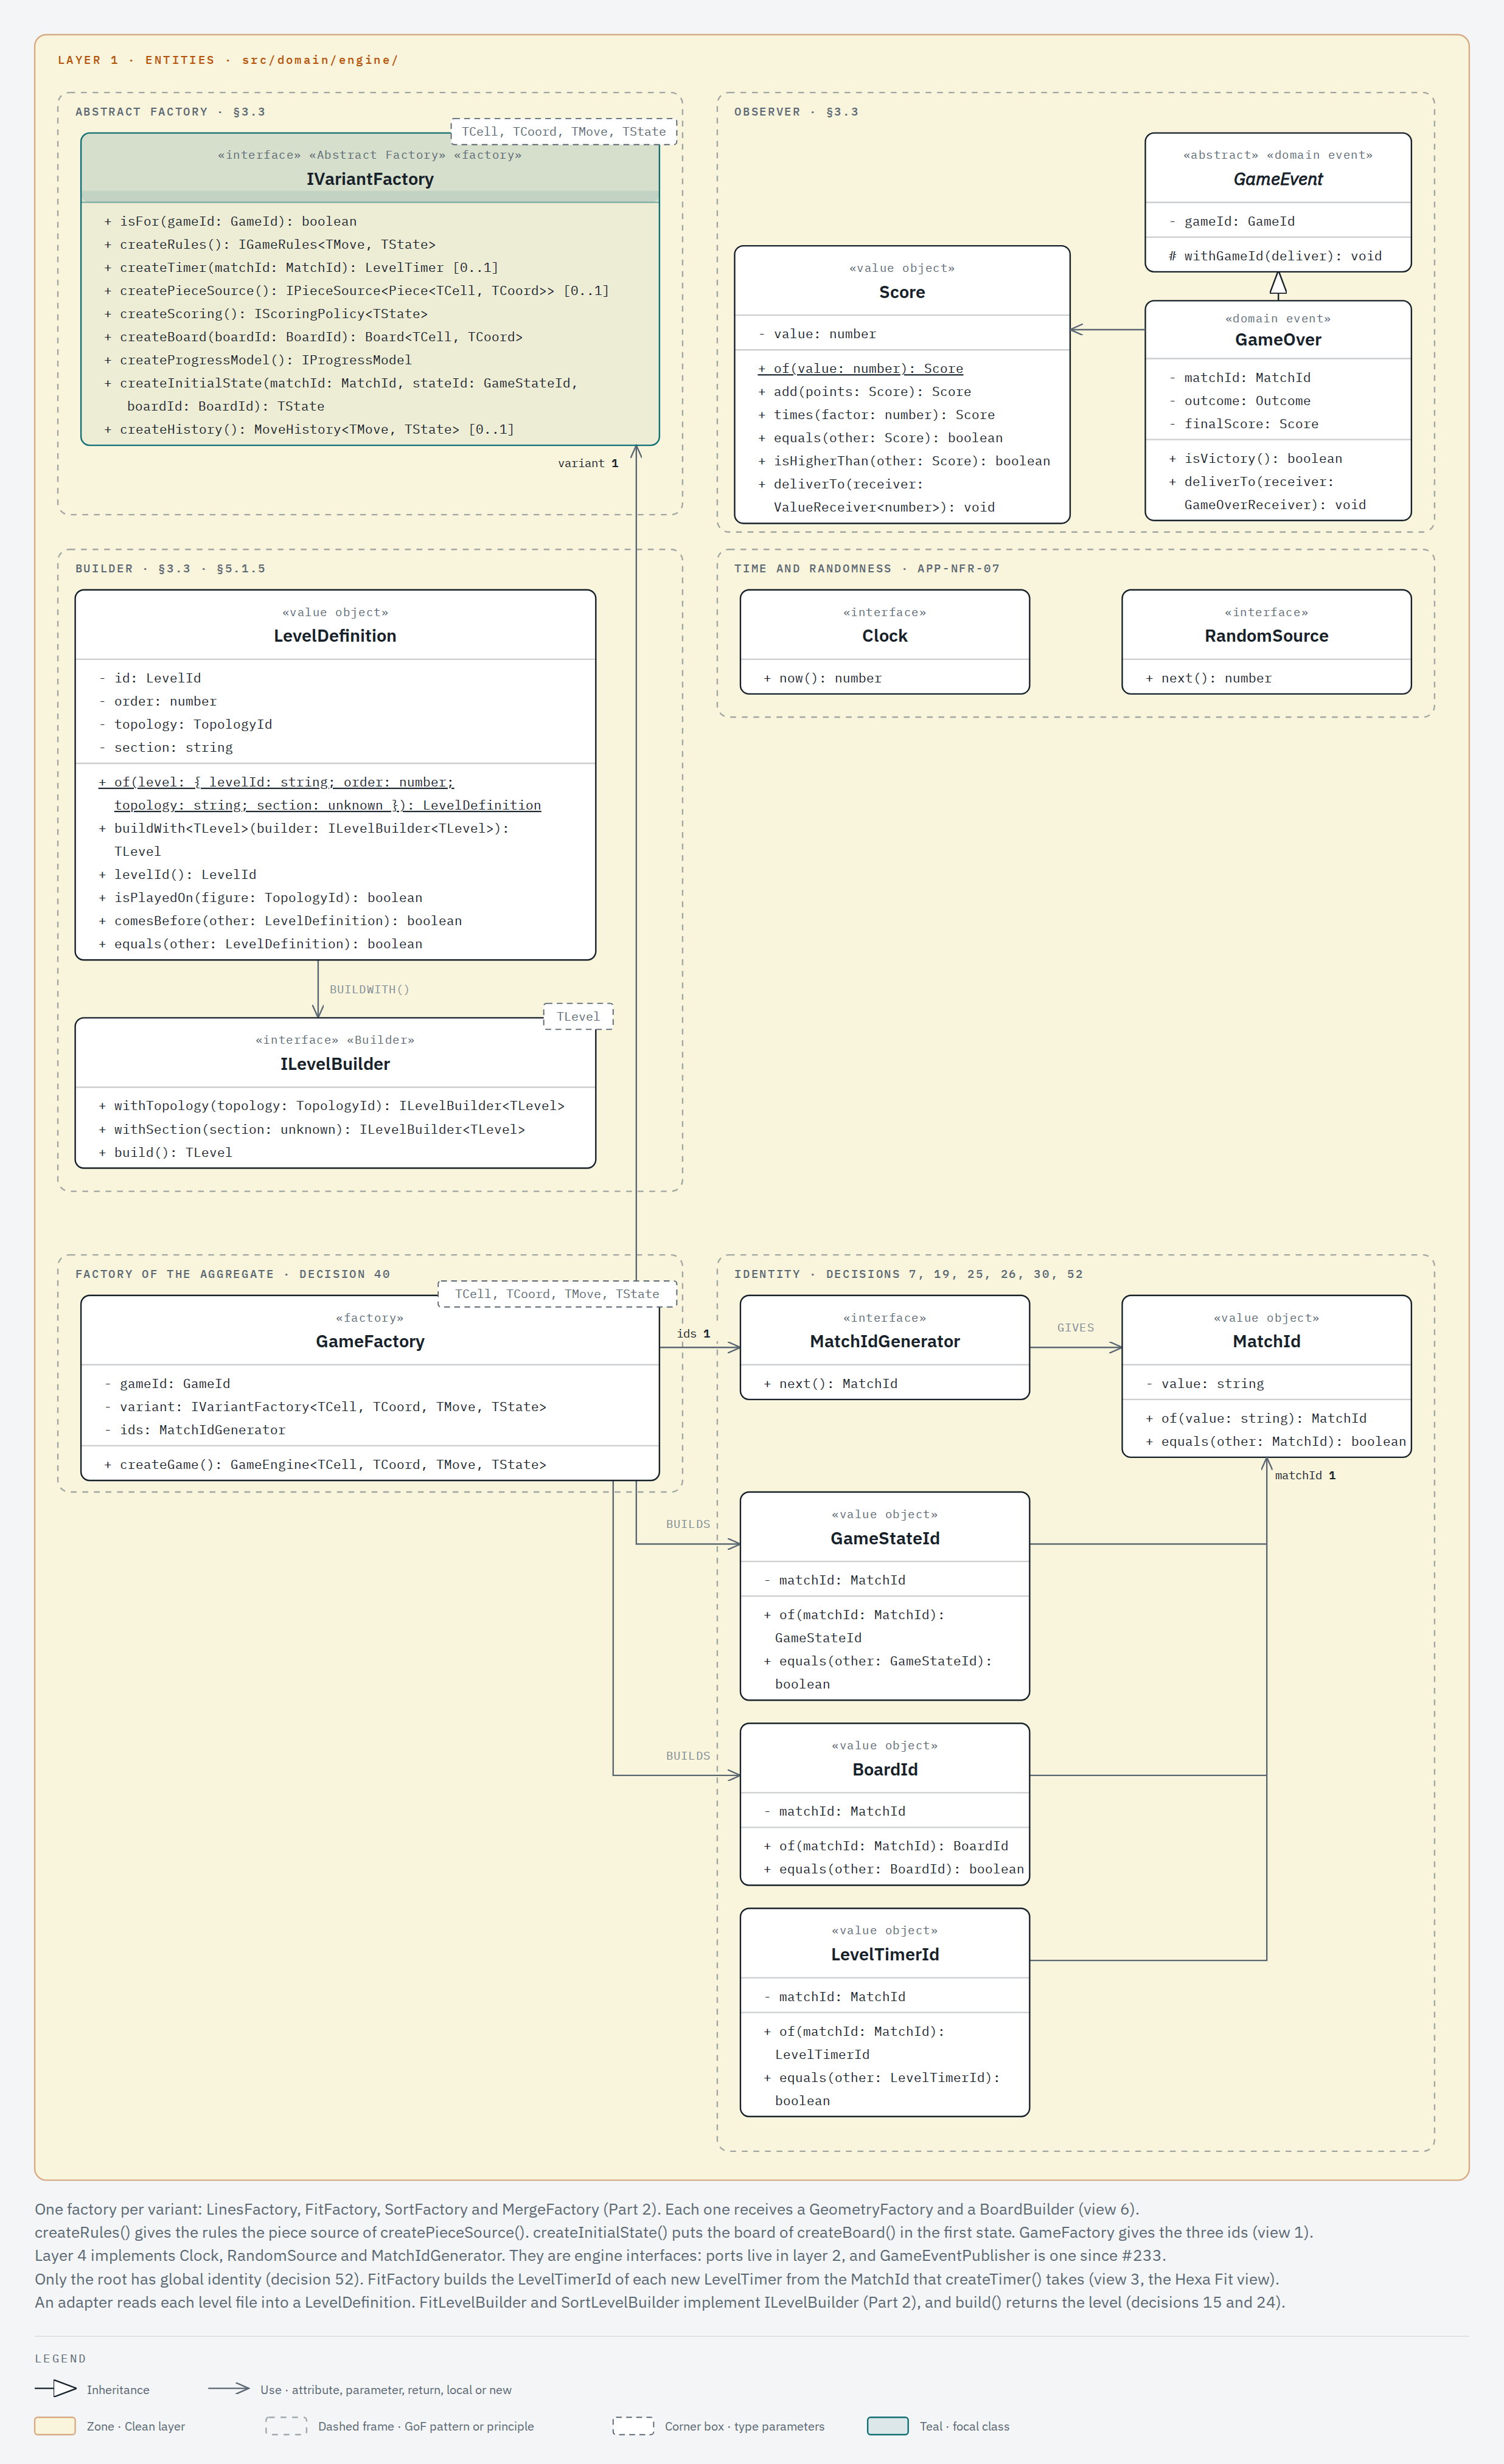 LAYER 1 · ENTITIES · src/domain/engine/
ABSTRACT FACTORY · §3.3
TCell, TCoord, TMove, TState
«interface» «Abstract Factory» «factory»
IVariantFactory
+ isFor(gameId: GameId): boolean
+ createRules(): IGameRules<TMove, TState>
+ createTimer(matchId: MatchId): LevelTimer [0..1]
+ createPieceSource(): IPieceSource<Piece<TCell, TCoord>> [0..1]
+ createScoring(): IScoringPolicy<TState>
+ createBoard(boardId: BoardId): Board<TCell, TCoord>
+ createProgressModel(): IProgressModel
+ createInitialState(matchId: MatchId, stateId: GameStateId,
boardId: BoardId): TState
+ createHistory(): MoveHistory<TMove, TState> [0..1]
variant 1
OBSERVER · §3.3
«abstract» «domain event»
GameEvent
- gameId: GameId
# withGameId(deliver): void
«value object»
Score
- value: number
+ of(value: number): Score
+ add(points: Score): Score
+ times(factor: number): Score
+ equals(other: Score): boolean
+ isHigherThan(other: Score): boolean
+ deliverTo(receiver:
ValueReceiver<number>): void
«domain event»
GameOver
- matchId: MatchId
- outcome: Outcome
- finalScore: Score
+ isVictory(): boolean
+ deliverTo(receiver:
GameOverReceiver): void
BUILDER · §3.3 · §5.1.5
«value object»
LevelDefinition
- id: LevelId
- order: number
- topology: TopologyId
- section: string
+ of(level: { levelId: string; order: number;
topology: string; section: unknown }): LevelDefinition
+ buildWith<TLevel>(builder: ILevelBuilder<TLevel>):
TLevel
+ levelId(): LevelId
+ isPlayedOn(figure: TopologyId): boolean
+ comesBefore(other: LevelDefinition): boolean
+ equals(other: LevelDefinition): boolean
BUILDWITH()
TLevel
«interface» «Builder»
ILevelBuilder
+ withTopology(topology: TopologyId): ILevelBuilder<TLevel>
+ withSection(section: unknown): ILevelBuilder<TLevel>
+ build(): TLevel
TIME AND RANDOMNESS · APP-NFR-07
«interface»
Clock
+ now(): number
«interface»
RandomSource
+ next(): number
FACTORY OF THE AGGREGATE · DECISION 40
TCell, TCoord, TMove, TState
«factory»
GameFactory
- gameId: GameId
- variant: IVariantFactory<TCell, TCoord, TMove, TState>
- ids: MatchIdGenerator
+ createGame(): GameEngine<TCell, TCoord, TMove, TState>
ids 1
IDENTITY · DECISIONS 7, 19, 25, 26, 30, 52
«interface»
MatchIdGenerator
+ next(): MatchId
GIVES
«value object»
MatchId
- value: string
+ of(value: string): MatchId
+ equals(other: MatchId): boolean
matchId 1
BUILDS
«value object»
GameStateId
- matchId: MatchId
+ of(matchId: MatchId):
GameStateId
+ equals(other: GameStateId):
boolean
BUILDS
«value object»
BoardId
- matchId: MatchId
+ of(matchId: MatchId): BoardId
+ equals(other: BoardId): boolean
«value object»
LevelTimerId
- matchId: MatchId
+ of(matchId: MatchId):
LevelTimerId
+ equals(other: LevelTimerId):
boolean
One factory per variant: LinesFactory, FitFactory, SortFactory and MergeFactory (Part 2). Each one receives a GeometryFactory and a BoardBuilder (view 6).
createRules() gives the rules the piece source of createPieceSource(). createInitialState() puts the board of createBoard() in the first state. GameFactory gives the three ids (view 1).
Layer 4 implements Clock, RandomSource and MatchIdGenerator. They are engine interfaces: ports live in layer 2, and GameEventPublisher is one since #233.
Only the root has global identity (decision 52). FitFactory builds the LevelTimerId of each new LevelTimer from the MatchId that createTimer() takes (view 3, the Hexa Fit view).
An adapter reads each level file into a LevelDefinition. FitLevelBuilder and SortLevelBuilder implement ILevelBuilder (Part 2), and build() returns the level (decisions 15 and 24).
LEGEND
Inheritance
Use · attribute, parameter, return, local or new
Zone · Clean layer
Dashed frame · GoF pattern or principle
Corner box · type parameters
Teal · focal class